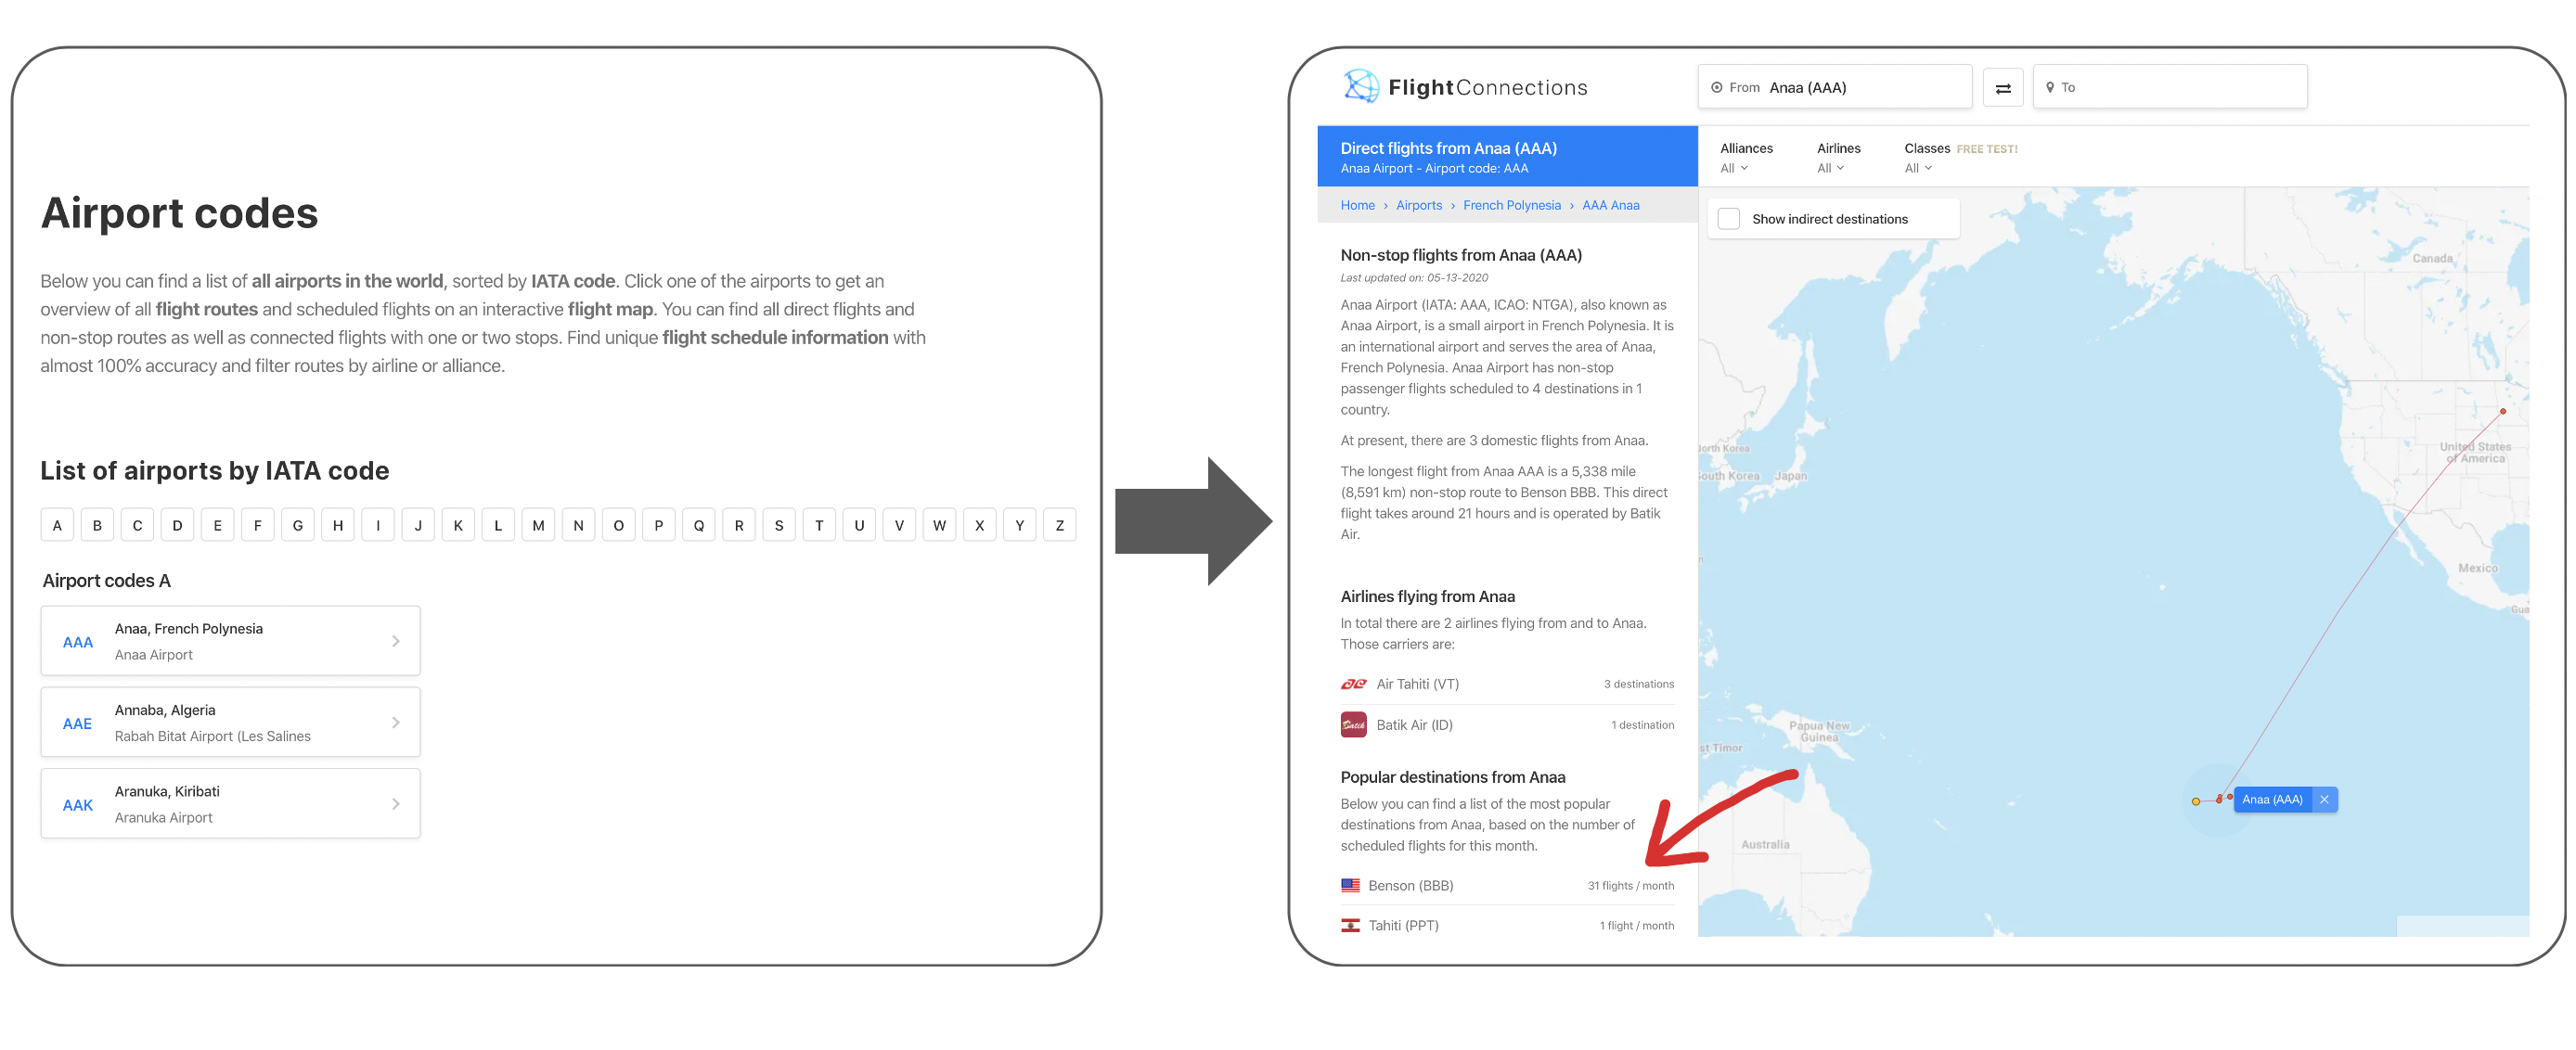 Airport codes
Below you can find a list of all airports in the world, sorted by IATA code. Click one of the airports to get an
overview of all flight routes and scheduled flights on an interactive flight map. You can find all direct flights and
non-stop routes as well as connected flights with one or two stops. Find unique flight schedule information with
almost 100% accuracy and filter routes by airline or alliance.
List of airports by IATA code
A B C D E F G H I J K L M N O P Q R S T U V W X Y Z
Airport codes A
AAA
Anaa, French Polynesia
Anaa Airport
AAE
Annaba, Algeria
Rabah Bitat Airport (Les Salines
AAK
Aranuka, Kiribati
Aranuka Airport
FlightConnections
From Anaa (AAA)
To
Direct flights from Anaa (AAA)
Anaa Airport - Airport code: AAA
Alliances
All
Airlines
All
Classes FREE TEST!
All
Home › Airports › French Polynesia › AAA Anaa
Show indirect destinations
Non-stop flights from Anaa (AAA)
Last updated on: 05-13-2020
Anaa Airport (IATA: AAA, ICAO: NTGA), also known as
Anaa Airport, is a small airport in French Polynesia. It is
an international airport and serves the area of Anaa,
French Polynesia. Anaa Airport has non-stop
passenger flights scheduled to 4 destinations in 1
country.
At present, there are 3 domestic flights from Anaa.
The longest flight from Anaa AAA is a 5,338 mile
(8,591 km) non-stop route to Benson BBB. This direct
flight takes around 21 hours and is operated by Batik
Air.
Airlines flying from Anaa
In total there are 2 airlines flying from and to Anaa.
Those carriers are:
Air Tahiti (VT) 3 destinations
Batik
Batik Air (ID) 1 destination
Popular destinations from Anaa
Below you can find a list of the most popular
destinations from Anaa, based on the number of
scheduled flights for this month.
Benson (BBB) 31 flights / month
Tahiti (PPT) 1 flight / month
Canada
United States
of America
Mexico
Gua
orth Korea
South Korea
Japan
Papua New
Guinea
st Timor
Australia
Anaa (AAA)